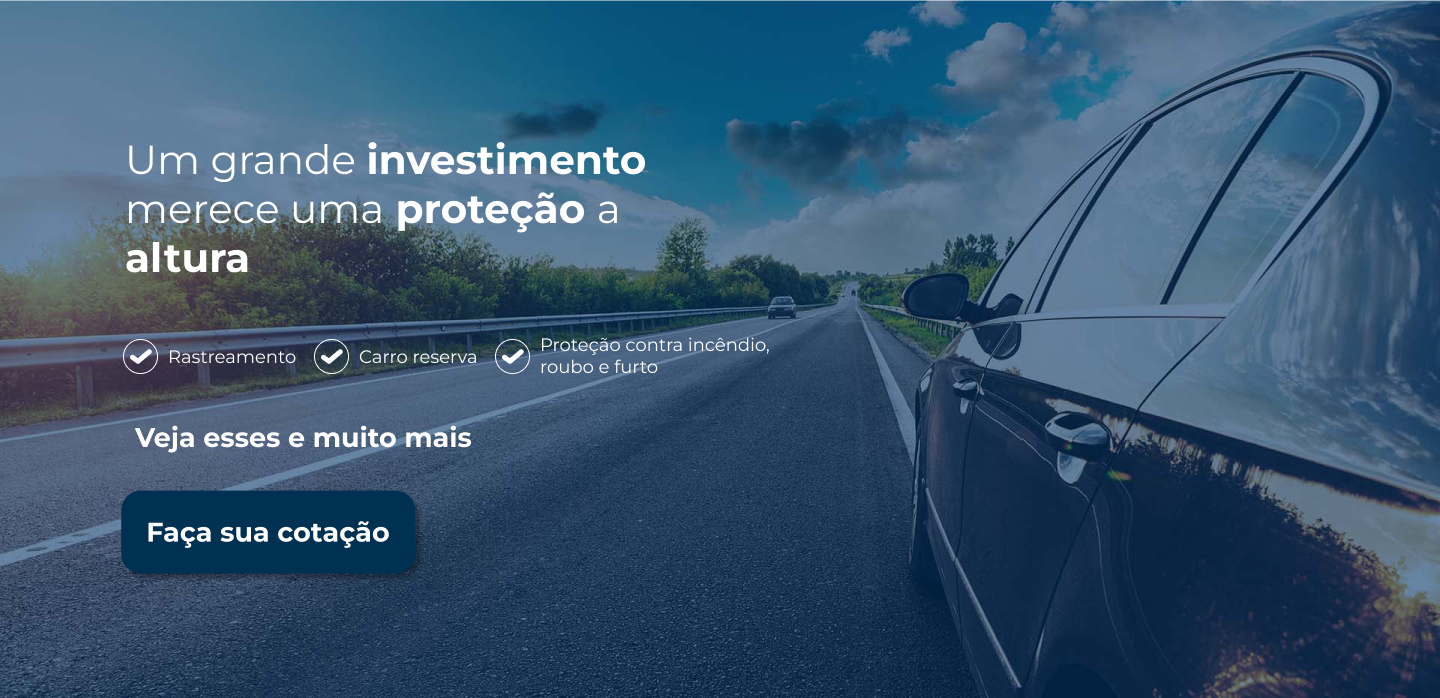 Um grande investimento
merece uma proteção a
altura
Rastreamento
Carro reserva
Proteção contra incêndio,
roubo e furto
Veja esses e muito mais
Faça sua cotação